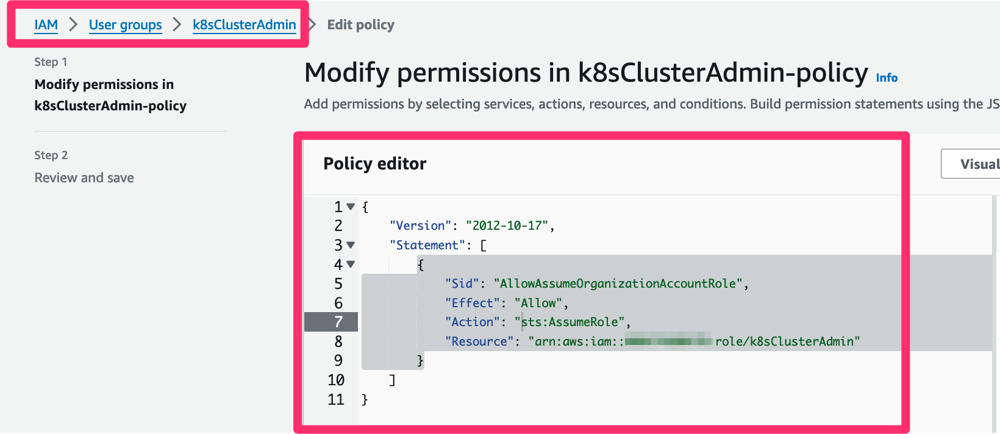 IAM > User groups > k8sClusterAdmin > Edit policy
Step 1
Modify permissions in
k8sClusterAdmin-policy
Step 2
Review and save
Modify permissions in k8sClusterAdmin-policy Info
Add permissions by selecting services, actions, resources, and conditions. Build permission statements using the JS
Policy editor
Visual
1 {
2 "Version": "2012-10-17",
3 "Statement": [
4 {
5 "Sid": "AllowAssumeOrganizationAccountRole",
6 "Effect": "Allow",
7 "Action": "sts:AssumeRole",
8 "Resource": "arn:aws:iam:: role/k8sClusterAdmin"
9 }
10 ]
11 }